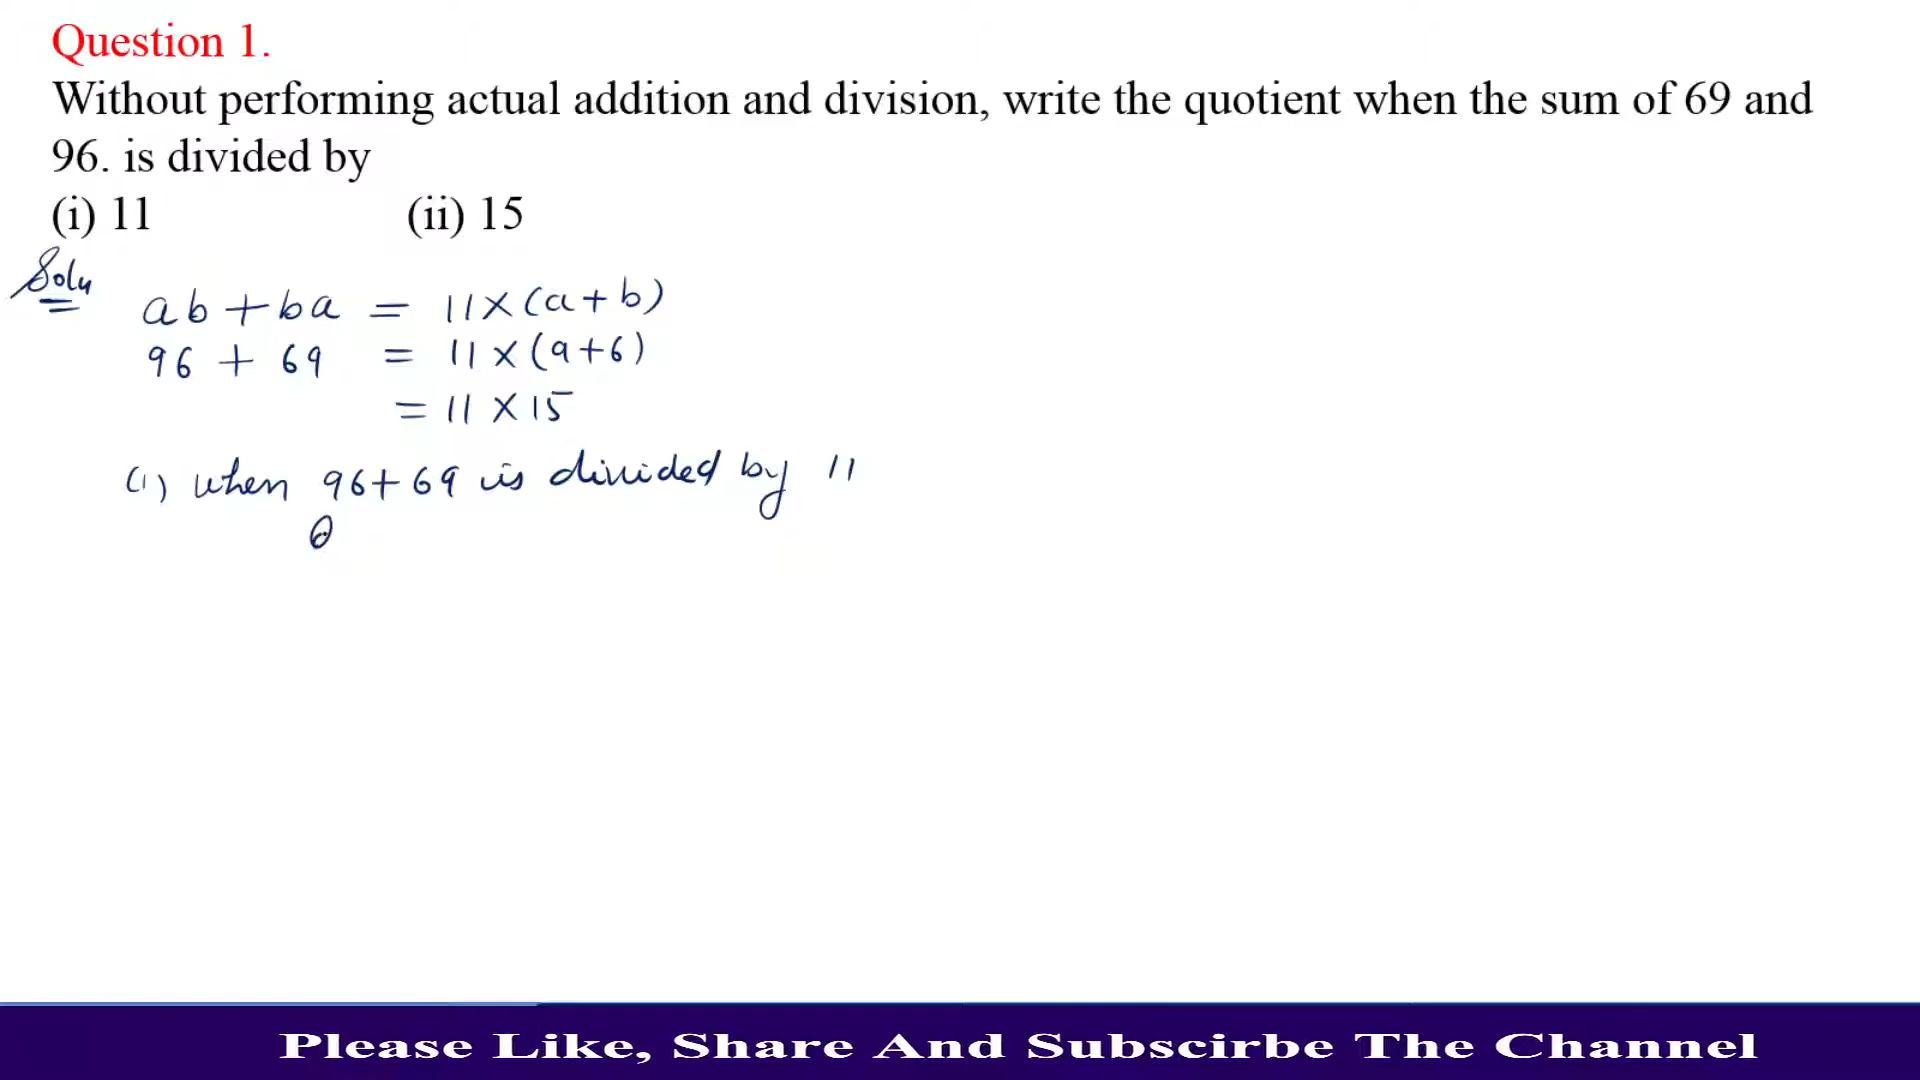 Question 1.
Without performing actual addition and division, write the quotient when the sum of 69 and
96. is divided by
(i) 11 (ii) 15
Soln
ab + ba = 11 × (a + b)
96 + 69 = 11 × (9 + 6)
= 11 × 15
(i) when 96 + 69 is divided by 11
Please Like, Share And Subscirbe The Channel